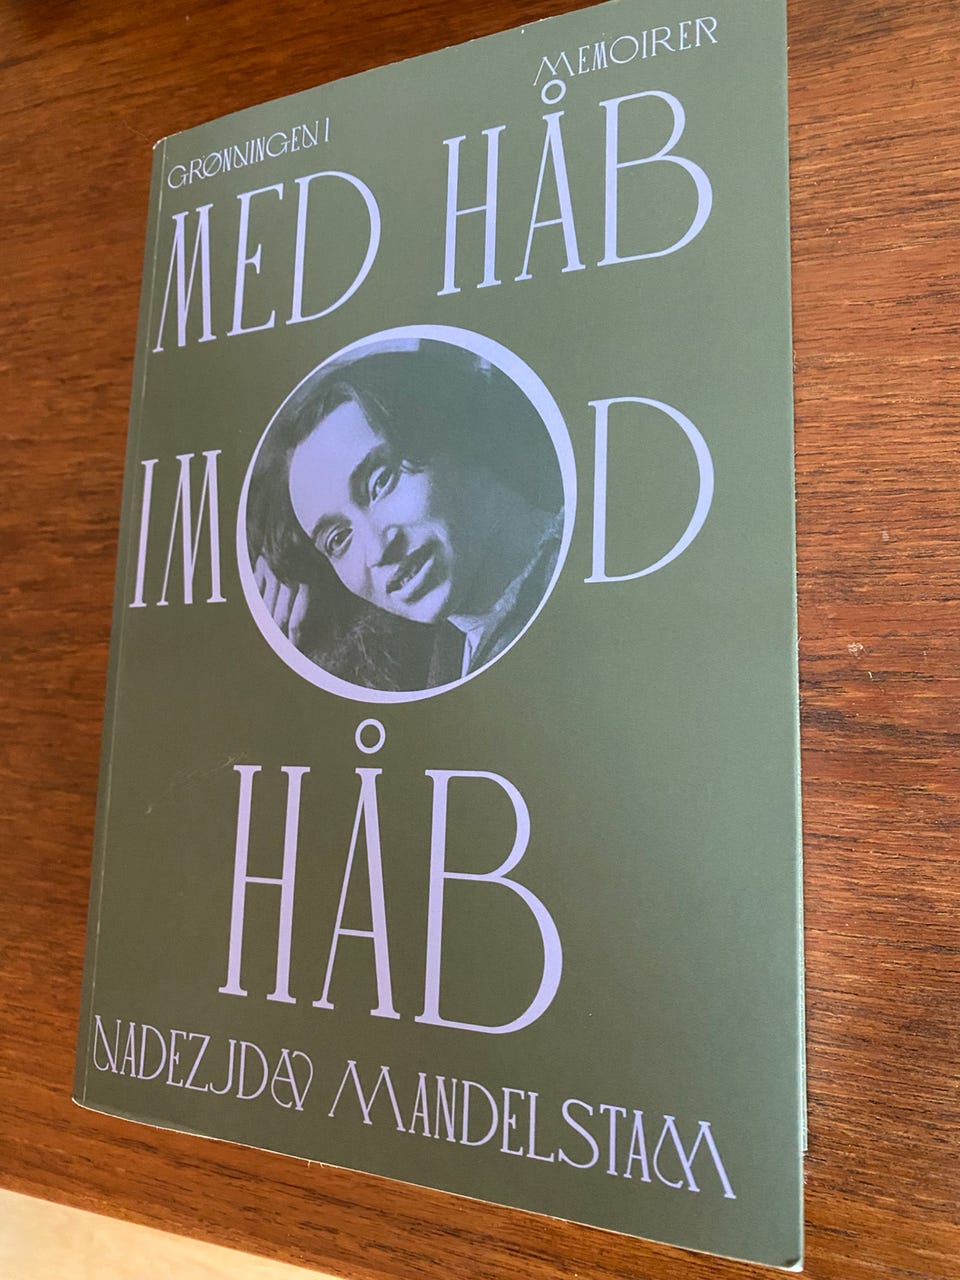 GRØNNINGEN 1
MEMOIRER
MED HÅB
IMOD
HÅB
NADEZJDA MANDELSTAM